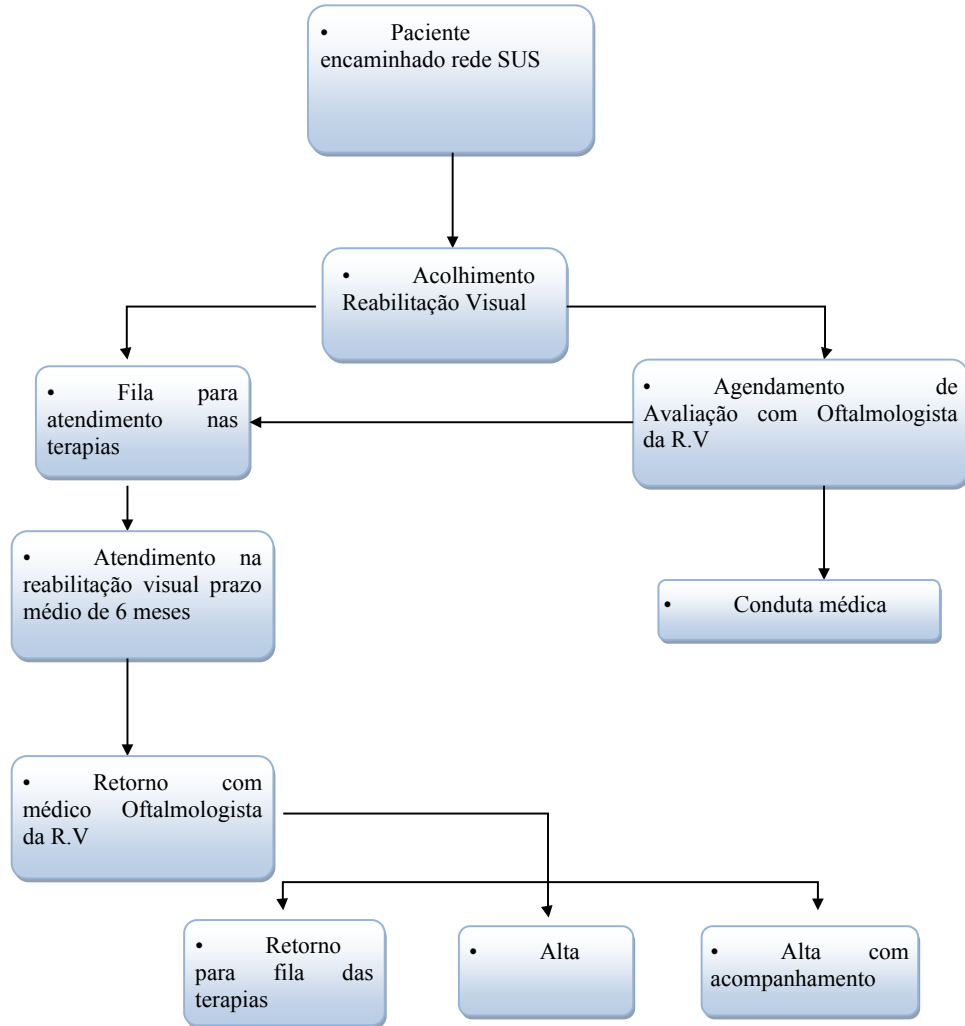 • Paciente
encaminhado rede SUS
• Acolhimento
Reabilitação Visual
• Fila para
atendimento nas
terapias
• Agendamento de
Avaliação com Oftalmologista
da R.V
• Atendimento na
reabilitação visual prazo
médio de 6 meses
• Conduta médica
• Retorno com
médico Oftalmologista
da R.V
• Retorno
para fila das
terapias
• Alta
• Alta com
acompanhamento